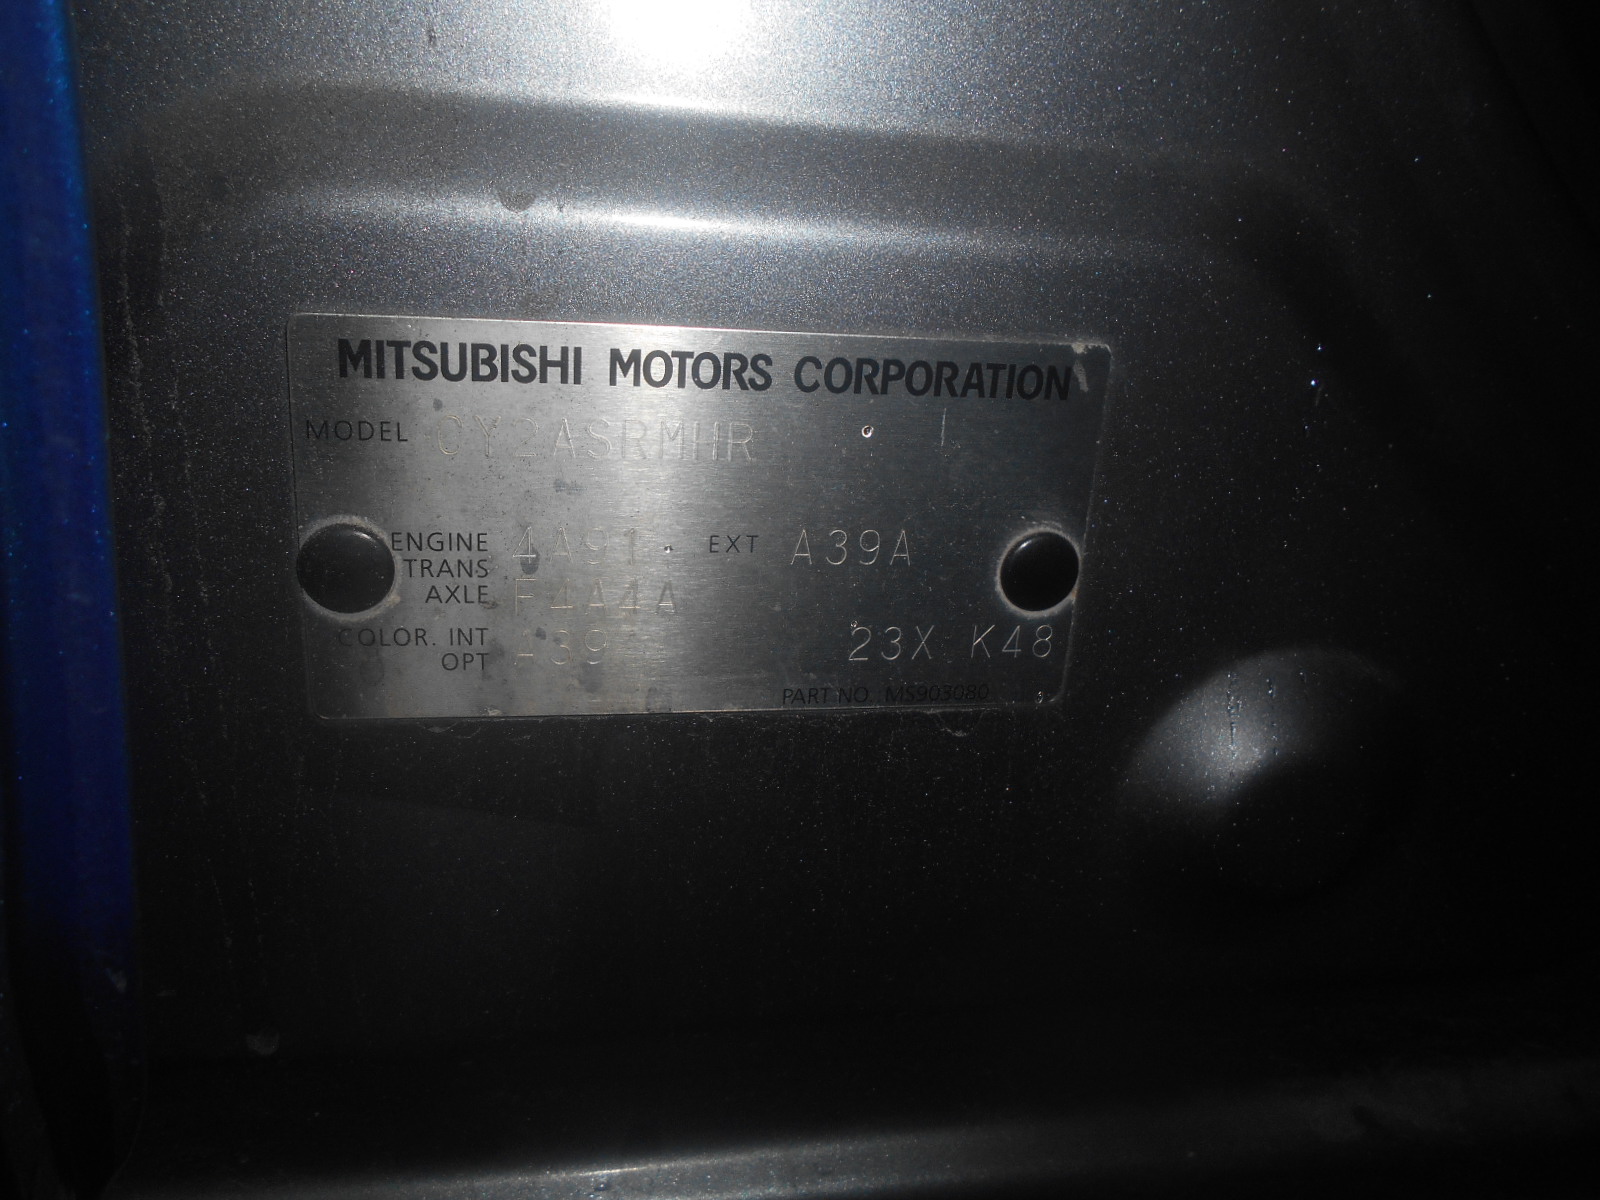 MITSUBISHI MOTORS CORPORATION
MODEL CY2ASRMHR L
ENGINE 4A91 EXT A39A
TRANS
AXLE F4A4A
COLOR. INT A39 23X K48
OPT
PART NO. MS903080